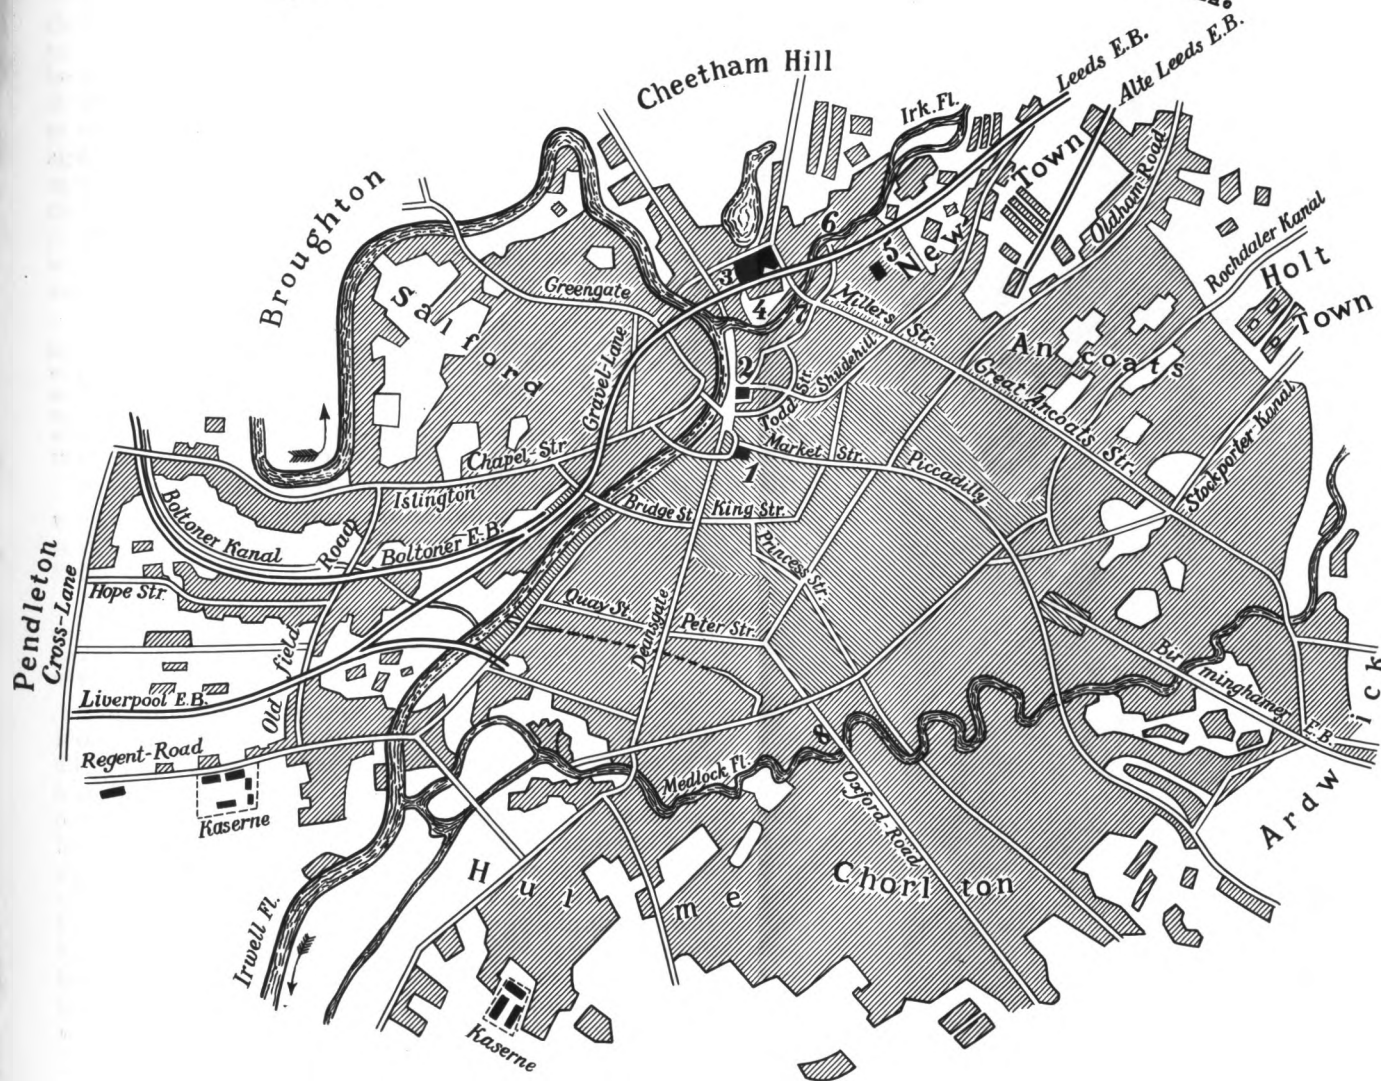 Cheetham Hill
Leeds E.B.
Alte Leeds E.B.
Irk. Fl.
Broughton
New Town
Oldham-Road
Rochdaler Kanal
Holt
Town
Salford
Greengate
3
4
5
6
7
Millers Str.
Gravel-Lane
2
Todd Str.
Shudehill
Ancoats
Great Ancoats Str.
Stockporter-Kanal
Chapel-Str
1
Market Str.
Piccadilly
Islington
Boltoner Kanal
Boltoner E.B.
Bridge St
King Str.
Princess Str.
Pendleton
Cross-Lane
Hope Str
Old field Road
Quay St.
Peter Str.
Deansgate
Liverpool E.B.
Birminghamer E.B.
Regent-Road
Kaserne
Medlock Fl.
8
Oxford-Road
Ardwick
Hulme
Chorlton
Irwell Fl.
Kaserne